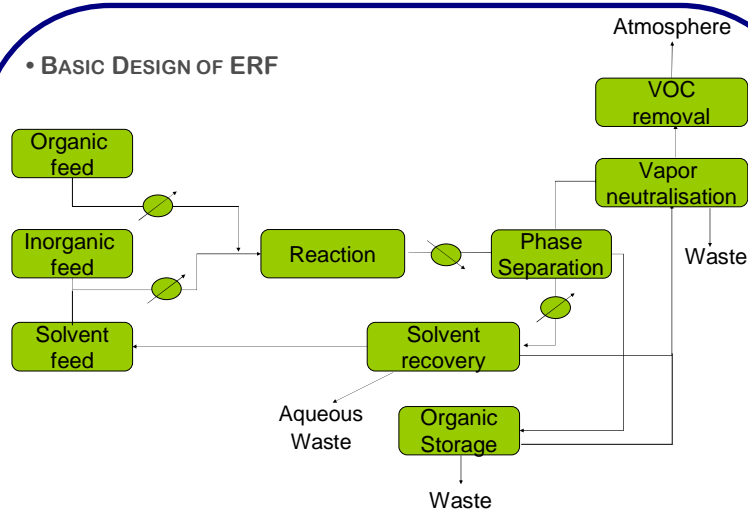 Atmosphere
• BASIC DESIGN OF ERF
VOC
removal
Organic
feed
Vapor
neutralisation
Inorganic
feed
Reaction
Phase
Separation
Waste
Solvent
feed
Solvent
recovery
Aqueous
Waste
Organic
Storage
Waste